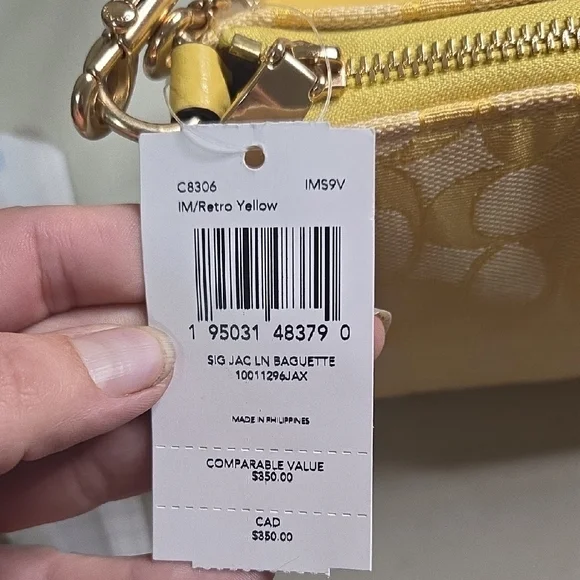 C8306 IMS9V
IM/Retro Yellow
1 95031 48379 0
SIG JAC LN BAGUETTE
10011296JAX
MADE IN PHILIPPINES
COMPARABLE VALUE
$350.00
CAD
$350.00